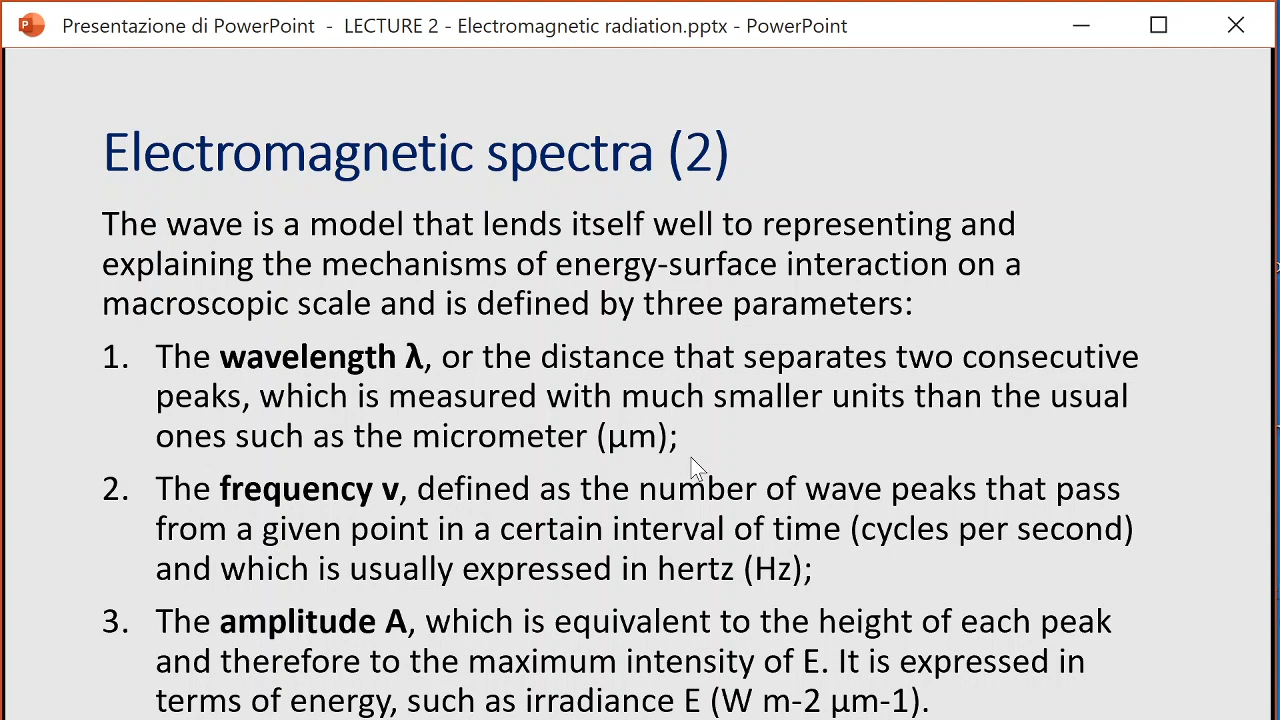 Presentazione di PowerPoint - LECTURE 2 - Electromagnetic radiation.pptx - PowerPoint
Electromagnetic spectra (2)
The wave is a model that lends itself well to representing and
explaining the mechanisms of energy-surface interaction on a
macroscopic scale and is defined by three parameters:
1. The wavelength λ, or the distance that separates two consecutive
peaks, which is measured with much smaller units than the usual
ones such as the micrometer (μm);
2. The frequency ν, defined as the number of wave peaks that pass
from a given point in a certain interval of time (cycles per second)
and which is usually expressed in hertz (Hz);
3. The amplitude A, which is equivalent to the height of each peak
and therefore to the maximum intensity of E. It is expressed in
terms of energy, such as irradiance E (W m-2 μm-1).